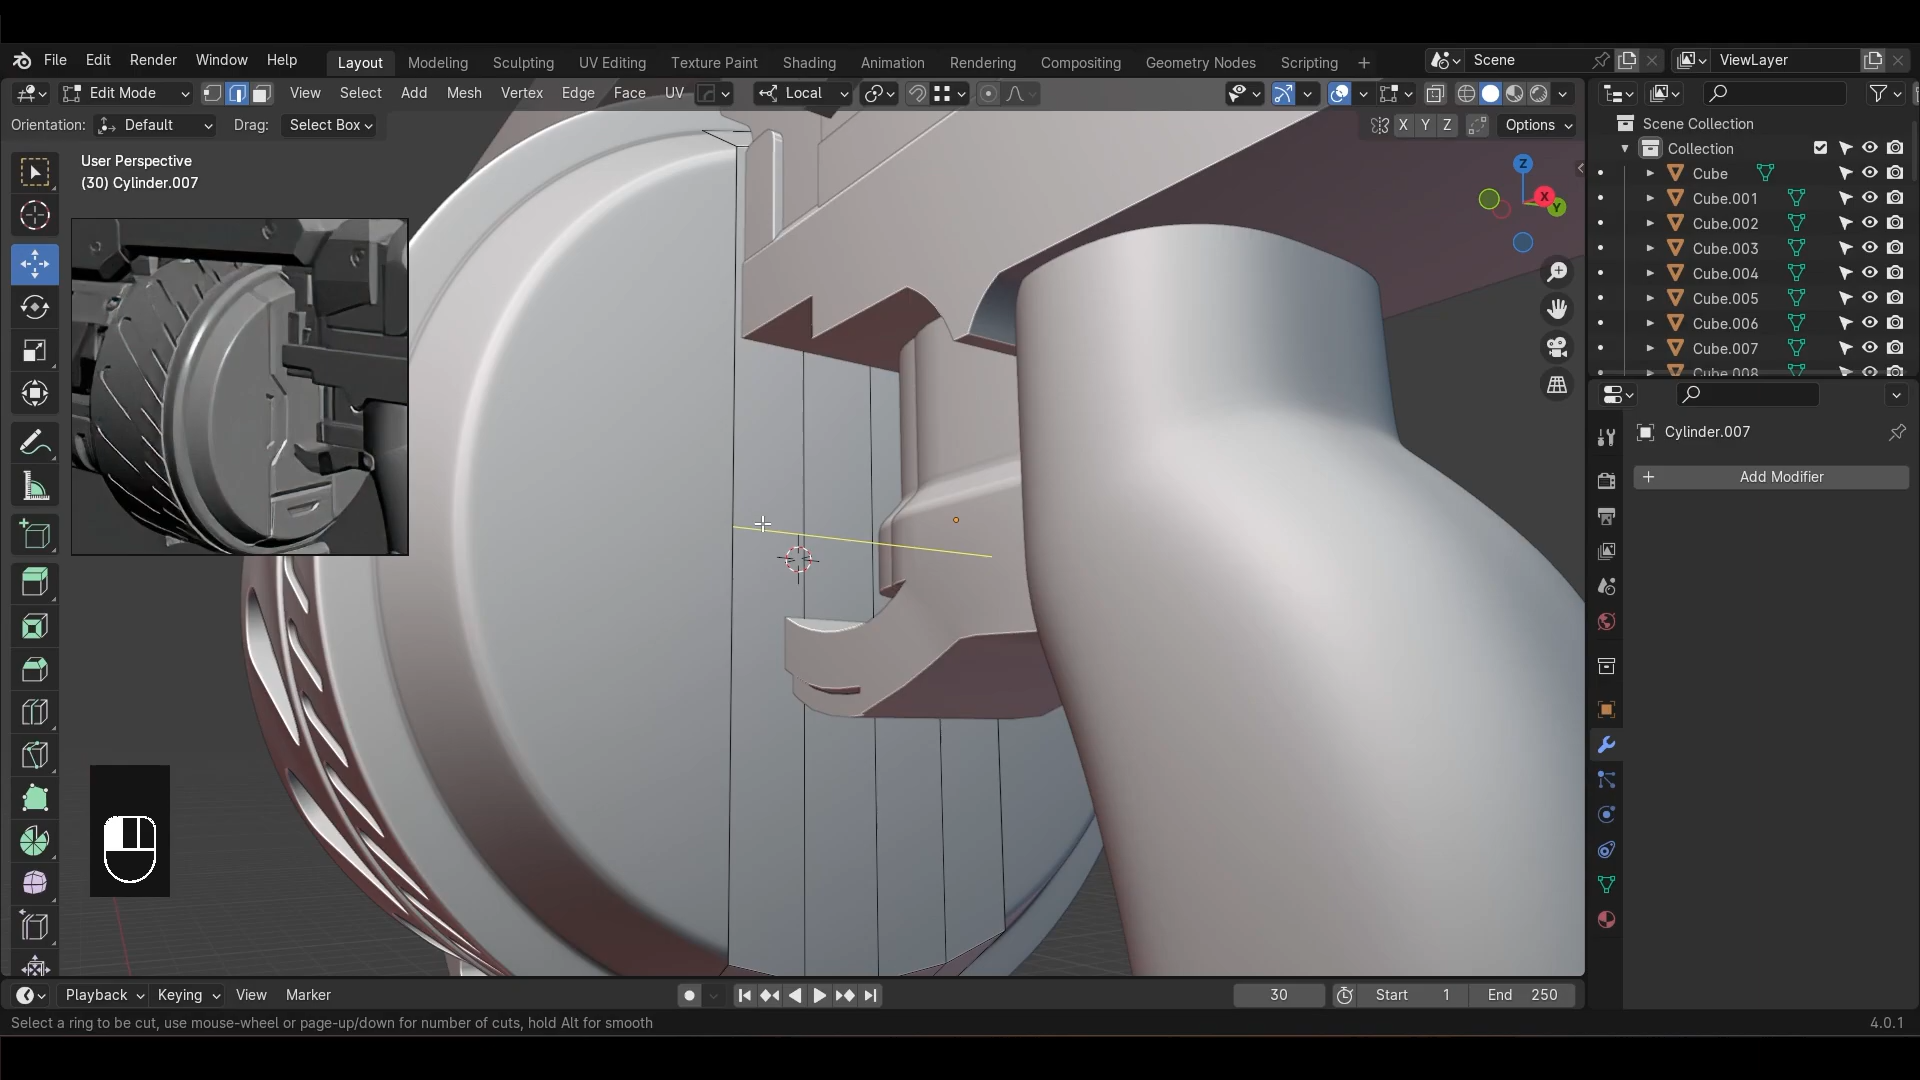 File Edit Render Window Help Layout Modeling Sculpting UV Editing Texture Paint Shading Animation Rendering Compositing Geometry Nodes Scripting + Scene ViewLayer
Edit Mode View Select Add Mesh Vertex Edge Face UV Local
Orientation: Default Drag: Select Box X Y Z Options
User Perspective
(30) Cylinder.007
Z
X
Y
Scene Collection
Collection
Cube
Cube.001
Cube.002
Cube.003
Cube.004
Cube.005
Cube.006
Cube.007
Cube.008
Cylinder.007
+ Add Modifier
Playback Keying View Marker 30 Start 1 End 250
Select a ring to be cut, use mouse-wheel or page-up/down for number of cuts, hold Alt for smooth 4.0.1